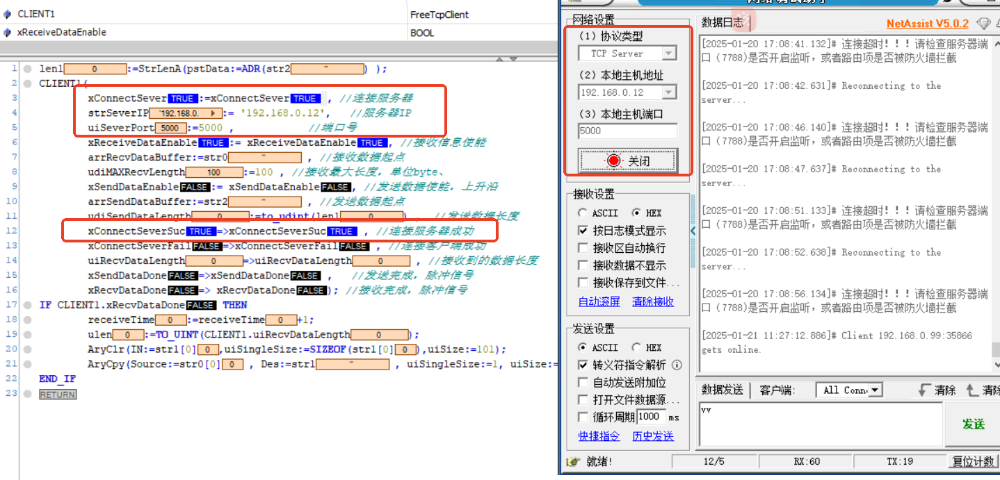 CLIENT1 FreeTcpClient
xReceiveDataEnable BOOL
1 len1 0 :=StrLenA(pstData:=ADR(str2 '' ) );
2 CLIENT1(
3 xConnectSever TRUE :=xConnectSever TRUE , //连接服务器
4 strSeverIP '192.168.0. := '192.168.0.12', //服务器IP
5 uiSeverPort 5000 :=5000 , //端口号
6 xReceiveDataEnable TRUE := xReceiveDataEnable TRUE , //接收信息使能
7 arrRecvDataBuffer:=str0 '' , //接收数据起点
8 udiMAXRecvLength 100 :=100 , //接收最大长度，单位byte、
9 xSendDataEnable FALSE := xSendDataEnable FALSE , //发送数据使能，上升沿
10 arrSendDataBuffer:=str2 '' , //发送数据起点
11 udiSendDataLength 0 :=to_udint(len1 0 ) , //发送数据长度
12 xConnectSeverSuc TRUE =>xConnectSeverSuc TRUE , //连接服务器成功
13 xConnectSeverFail FALSE =>xConnectSeverFail FALSE , //连接客户端成功
14 uiRecvDataLength 0 =>uiRecvDataLength 0 , //接收到的数据长度
15 xSendDataDone FALSE =>xSendDataDone FALSE , //发送完成，脉冲信号
16 xRecvDataDone FALSE => xRecvDataDone FALSE ); //接收完成，脉冲信号
17 IF CLIENT1.xRecvDataDone FALSE THEN
18 receiveTime 0 :=receiveTime 0 +1;
19 ulen 0 :=TO_UINT(CLIENT1.uiRecvDataLength 0 );
20 AryClr(IN:=str1[0] 0 ,uiSingleSize:=SIZEOF(str1[0] 0 ),uiSize:=101);
21 AryCpy(Source:=str0[0] 0 , Des:=str1 '' , uiSingleSize:=1, uiSize:=
22 END_IF
23 RETURN
网络设置
(1) 协议类型
TCP Server
(2) 本地主机地址
192.168.0.12
(3) 本地主机端口
5000
关闭
接收设置
ASCII HEX
按日志模式显示
接收区自动换行
接收数据不显示
接收保存到文件...
自动滚屏 清除接收
发送设置
ASCII HEX
转义符指令解析
自动发送附加位
打开文件数据源...
循环周期 1000 ms
快捷指令 历史发送
数据日志 NetAssist V5.0.2
[2025-01-20 17:08:41.132]# 连接超时！！！请检查服务器端
口（7788)是否开启监听，或者路由项是否被防火墙拦截
[2025-01-20 17:08:42.631]# Reconnecting to the
server...
[2025-01-20 17:08:46.140]# 连接超时！！！请检查服务器端
口（7788)是否开启监听，或者路由项是否被防火墙拦截
[2025-01-20 17:08:47.637]# Reconnecting to the
server...
[2025-01-20 17:08:51.133]# 连接超时！！！请检查服务器端
口（7788)是否开启监听，或者路由项是否被防火墙拦截
[2025-01-20 17:08:52.638]# Reconnecting to the
server...
[2025-01-20 17:08:56.134]# 连接超时！！！请检查服务器端
口（7788)是否开启监听，或者路由项是否被防火墙拦截
[2025-01-21 11:27:12.886]# Client 192.168.0.99:35866
gets online.
数据发送 客户端: All Conn 清除 清除
vv
发送
就绪! 12/5 RX:60 TX:19 复位计数